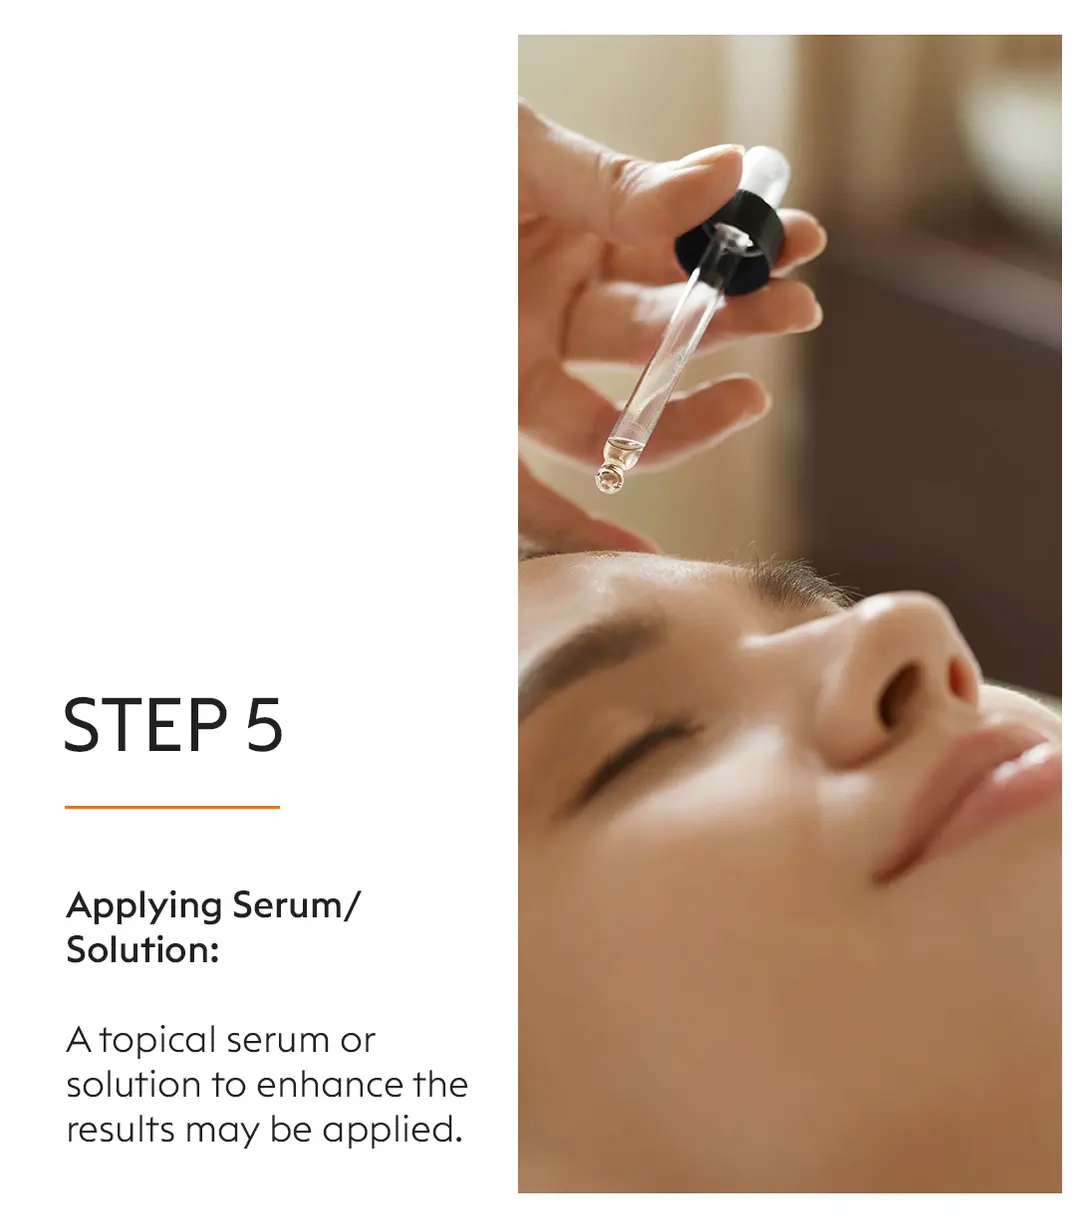 STEP 5
Applying Serum/
Solution:
A topical serum or
solution to enhance the
results may be applied.